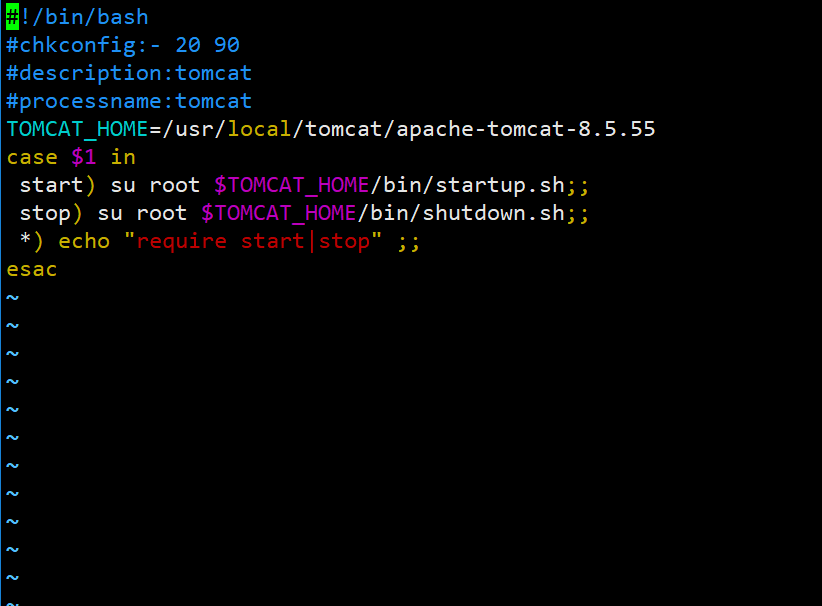 #!/bin/bash
#chkconfig:- 20 90
#description:tomcat
#processname:tomcat
TOMCAT_HOME=/usr/local/tomcat/apache-tomcat-8.5.55
case $1 in
 start) su root $TOMCAT_HOME/bin/startup.sh;;
 stop) su root $TOMCAT_HOME/bin/shutdown.sh;;
 *) echo "require start|stop" ;;
esac
~
~
~
~
~
~
~
~
~
~
~
~